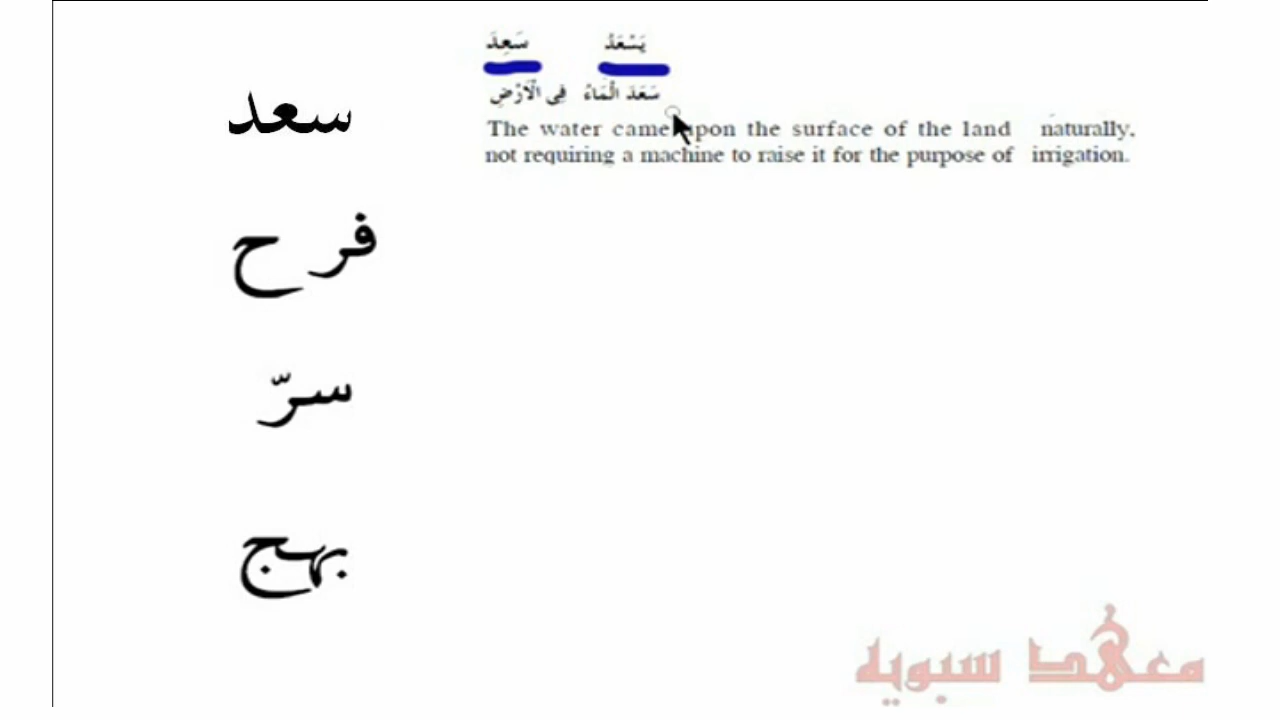 سَعِدَ يَسْعَدُ
سَعَدَ الْمَاءُ فِي الْاَرْضِ
The water came upon the surface of the land naturally,
not requiring a machine to raise it for the purpose of irrigation.
سعد
فرح
سرّ
بهج
معهد سبويه